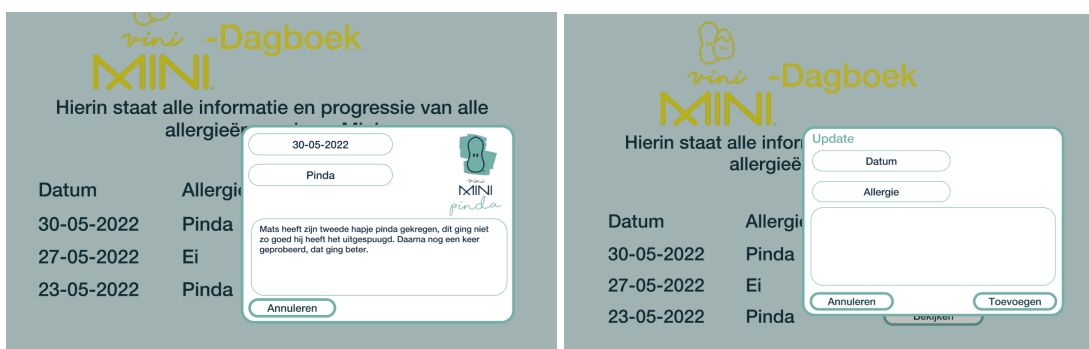 vini -Dagboek
MINI
Hierin staat alle informatie en progressie van alle
allergieën
30-05-2022
Pinda
vini
MINI
pinda
Datum
Allergie
30-05-2022
Pinda
27-05-2022
Ei
23-05-2022
Pinda
Mats heeft zijn tweede hapje pinda gekregen, dit ging niet
zo goed hij heeft het uitgespuugd. Daarna nog een keer
geprobeerd, dat ging beter.
Annuleren
vini -Dagboek
MINI
Hierin staat alle infor
allergieë
Update
Datum
Allergie
Datum
Allergie
30-05-2022
Pinda
27-05-2022
Ei
23-05-2022
Pinda
Annuleren
Toevoegen
Bekijken